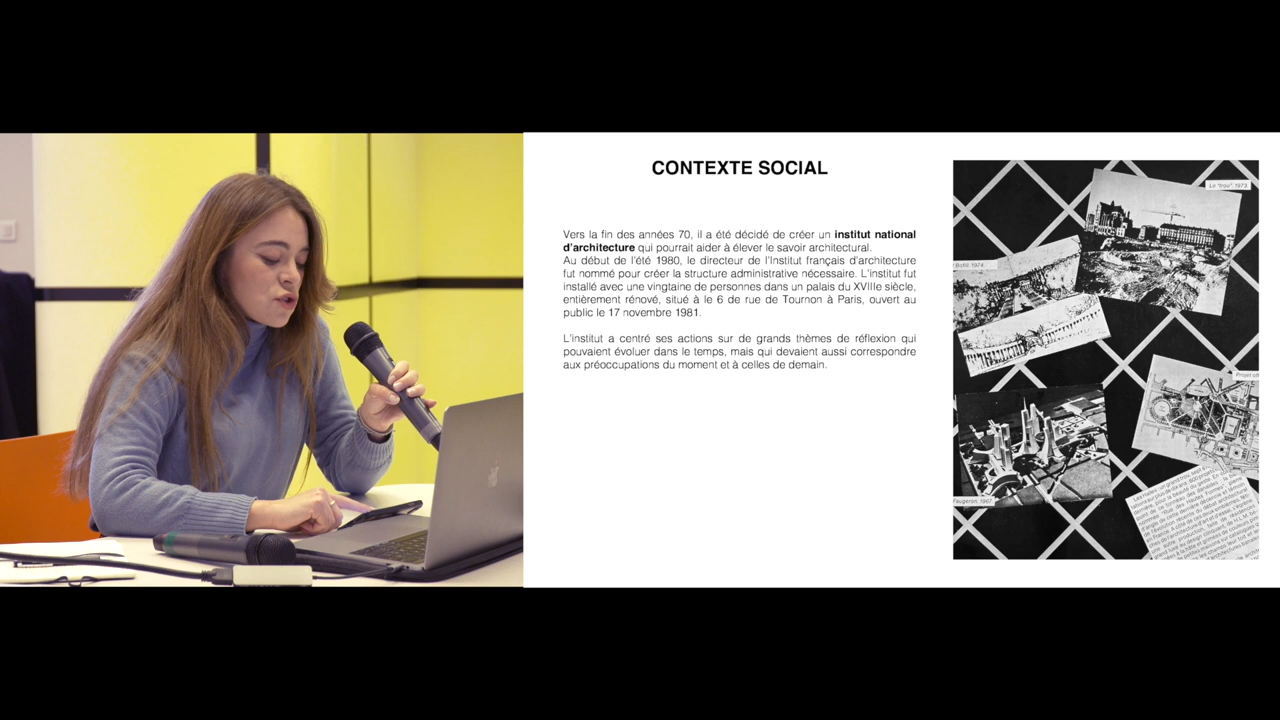 CONTEXTE SOCIAL
Vers la fin des années 70, il a été décidé de créer un institut national
d'architecture qui pourrait aider à élever le savoir architectural.
Au début de l'été 1980, le directeur de l'Institut français d'architecture
fut nommé pour créer la structure administrative nécessaire. L'institut fut
installé avec une vingtaine de personnes dans un palais du XVIIIe siècle,
entièrement rénové, situé à le 6 de rue de Tournon à Paris, ouvert au
public le 17 novembre 1981.
L'institut a centré ses actions sur de grands thèmes de réflexion qui
pouvaient évoluer dans le temps, mais qui devaient aussi correspondre
aux préoccupations du moment et à celles de demain.
Le "trou", 1973.
Bofill, 1974.
Projet
Faugeron, 1967